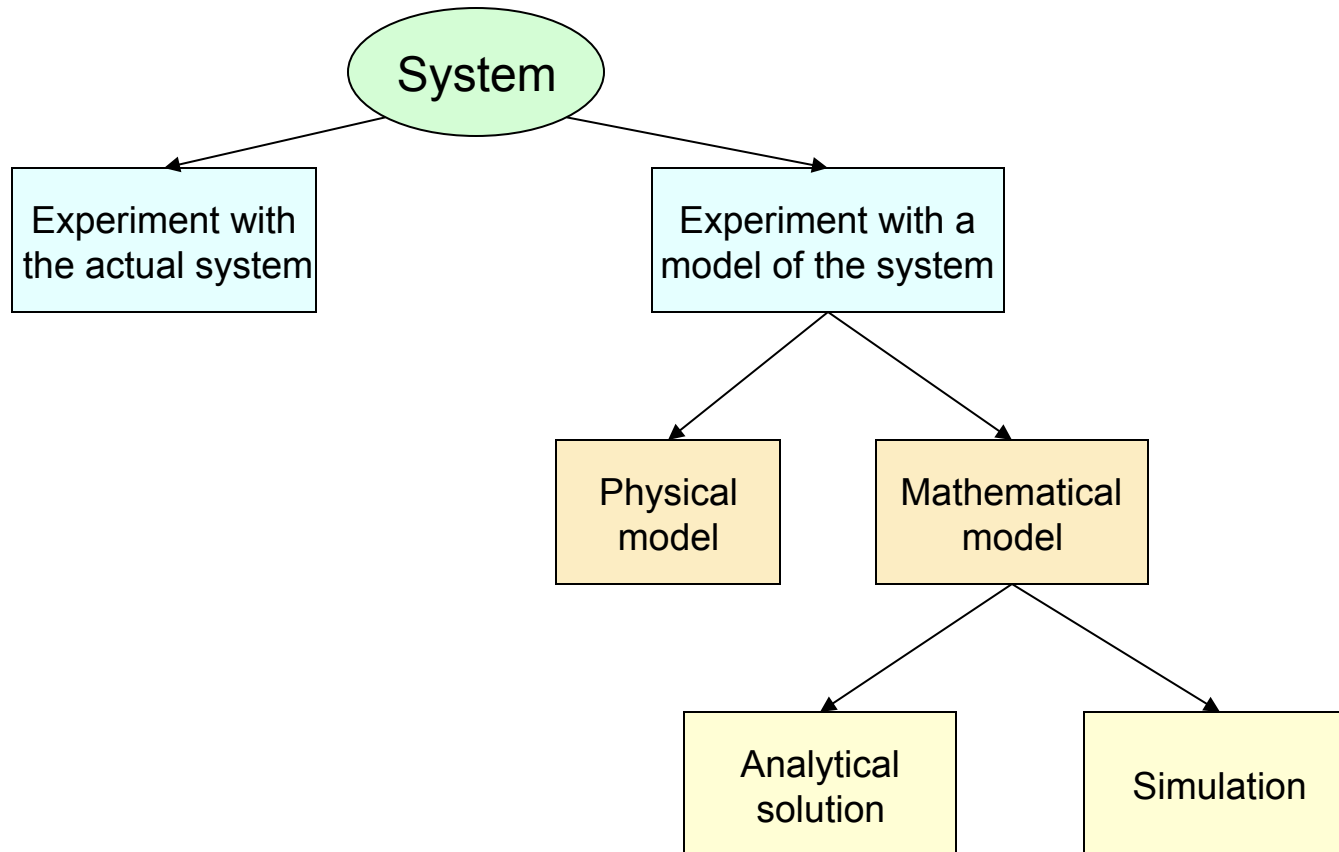 System
Experiment with
the actual system
Experiment with a
model of the system
Physical
model
Mathematical
model
Analytical
solution
Simulation